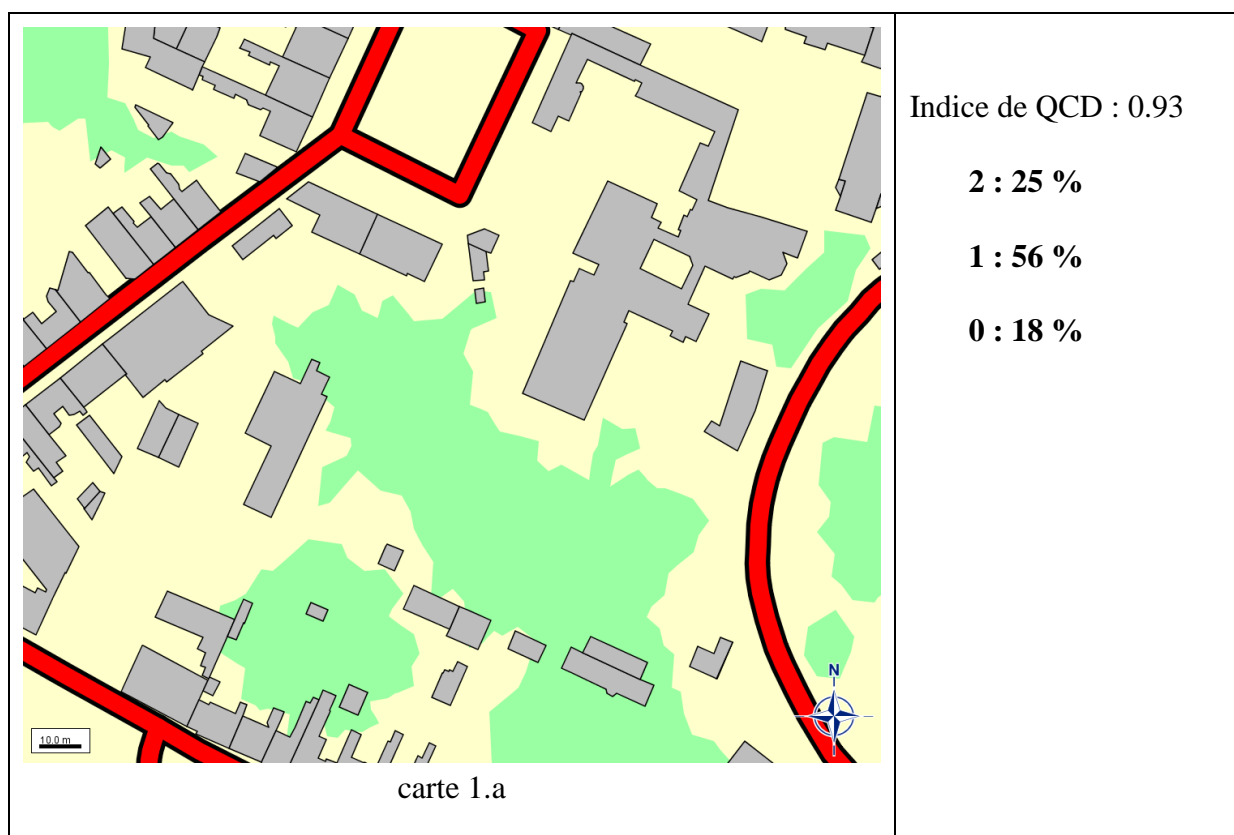 Indice de QCD : 0.93
2 : 25 %
1 : 56 %
0 : 18 %
N
10.0 m
carte 1.a